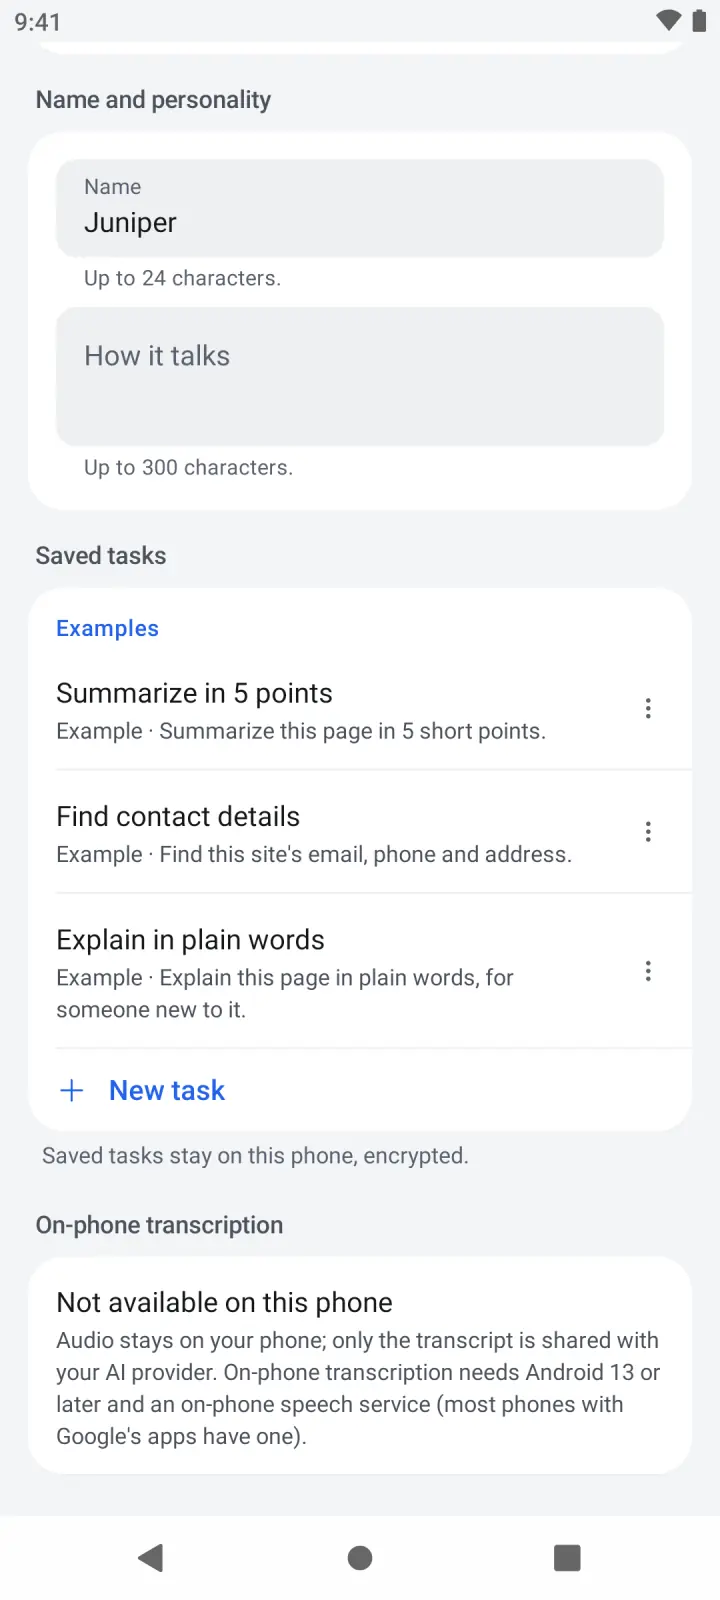 9:41
Name and personality
Name
Juniper
Up to 24 characters.
How it talks
Up to 300 characters.
Saved tasks
Examples
Summarize in 5 points
Example · Summarize this page in 5 short points.
Find contact details
Example · Find this site's email, phone and address.
Explain in plain words
Example · Explain this page in plain words, for
someone new to it.
New task
Saved tasks stay on this phone, encrypted.
On-phone transcription
Not available on this phone
Audio stays on your phone; only the transcript is shared with
your AI provider. On-phone transcription needs Android 13 or
later and an on-phone speech service (most phones with
Google's apps have one).